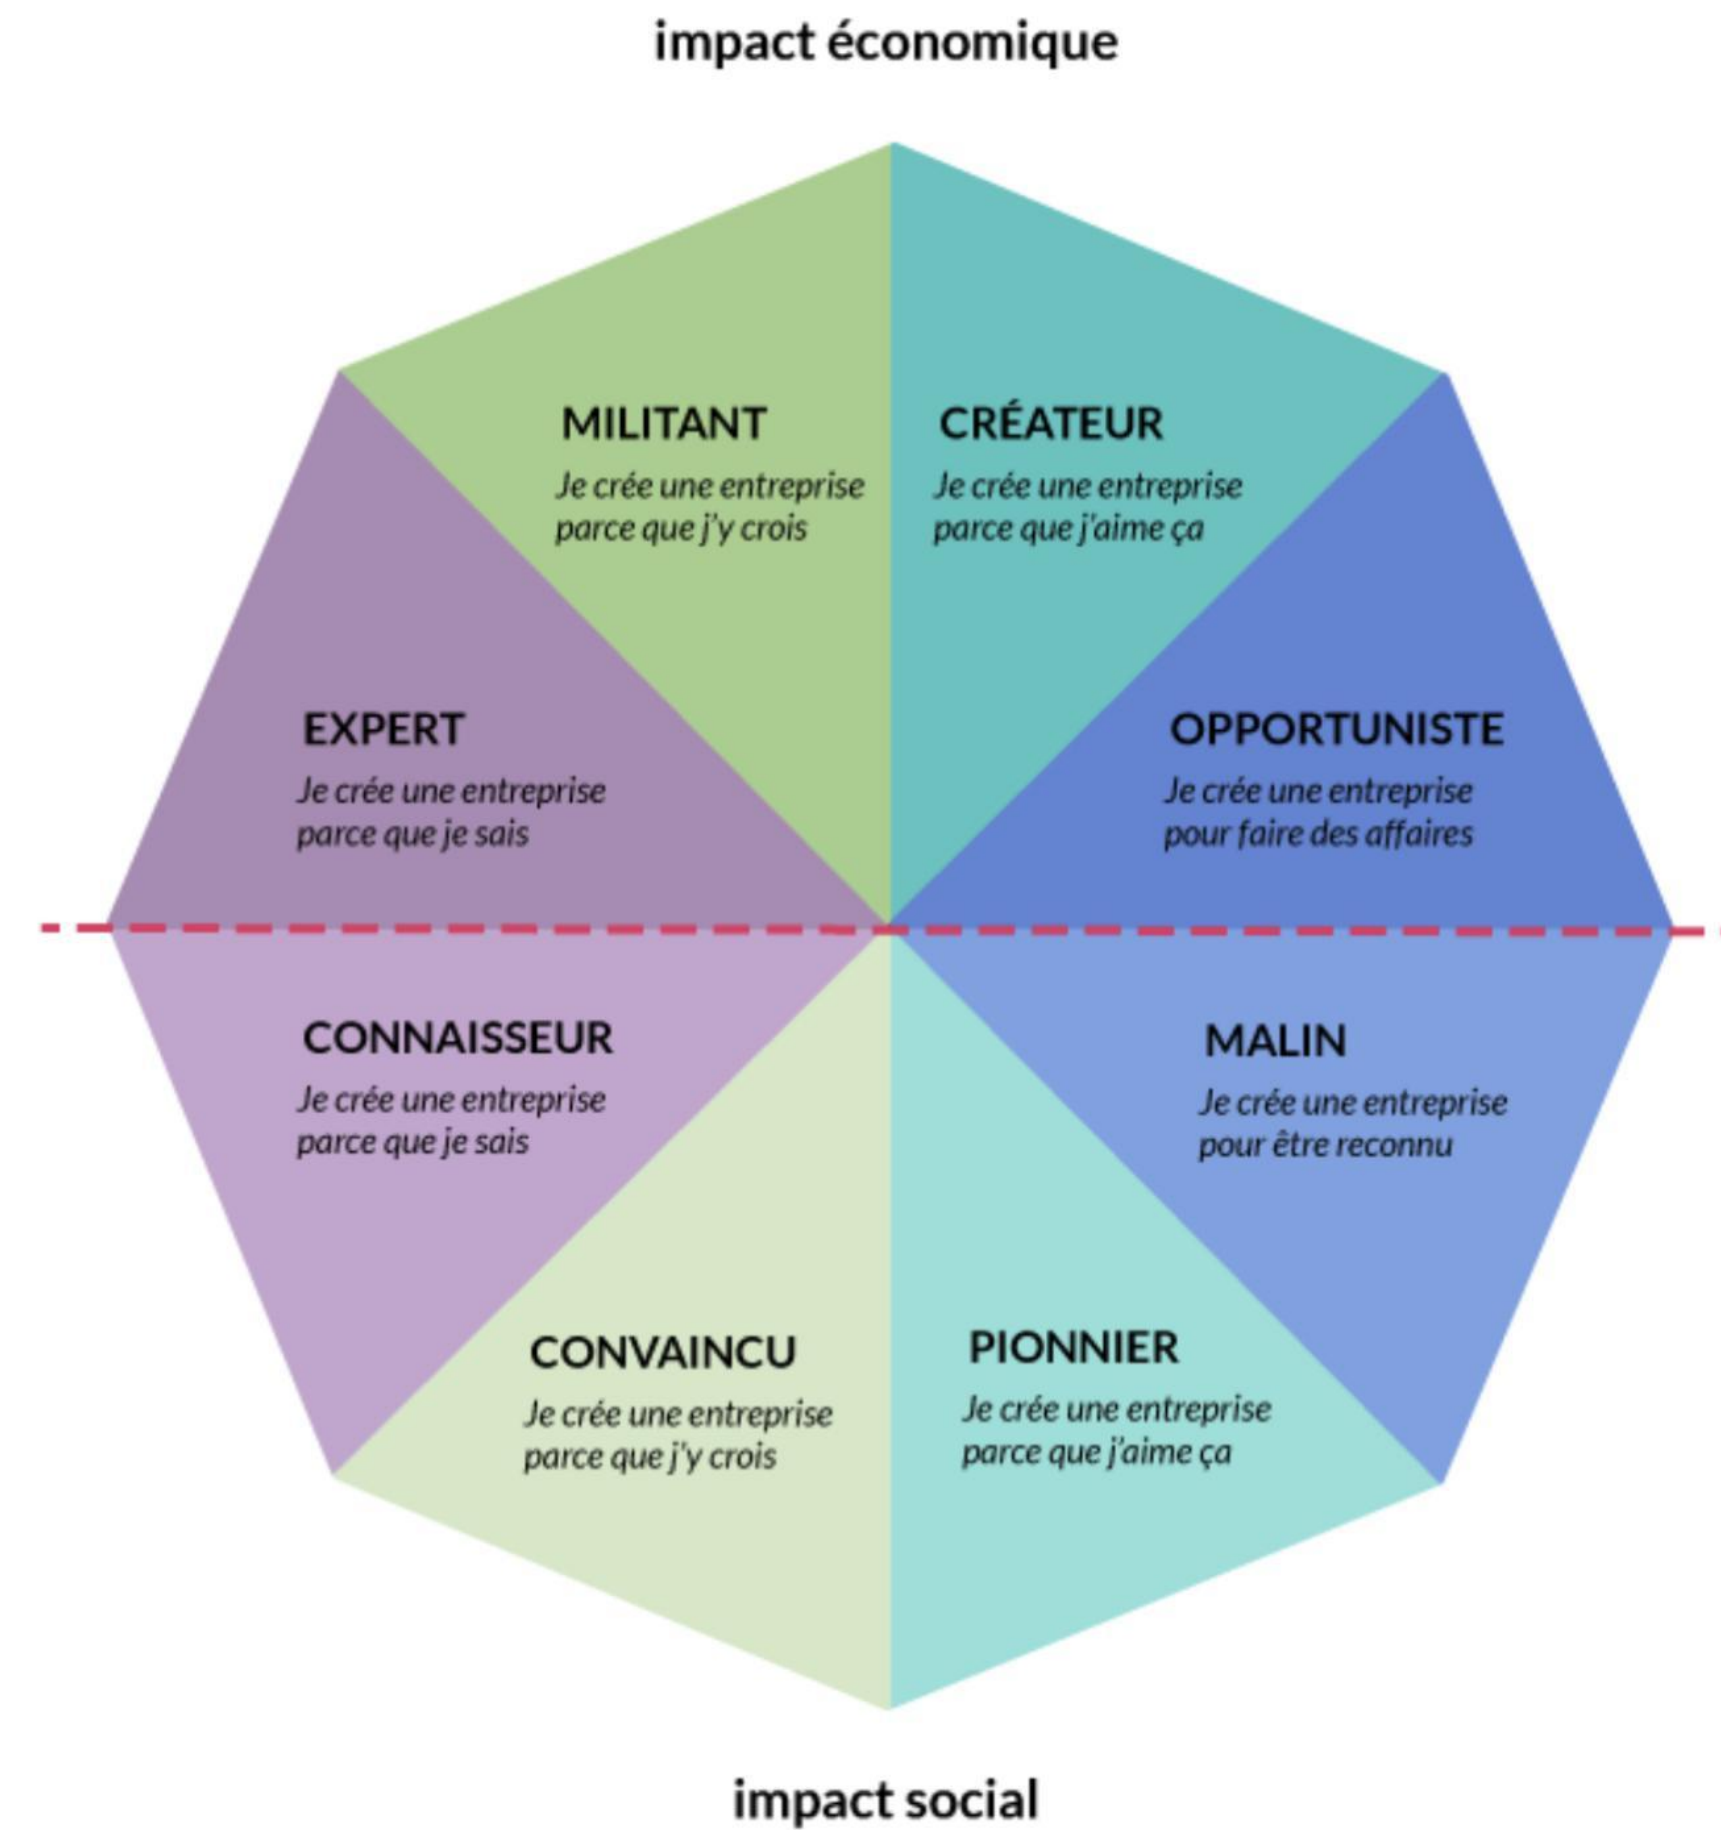 impact économique
MILITANT
Je crée une entreprise
parce que j'y crois
CRÉATEUR
Je crée une entreprise
parce que j'aime ça
EXPERT
Je crée une entreprise
parce que je sais
OPPORTUNISTE
Je crée une entreprise
pour faire des affaires
CONNAISSEUR
Je crée une entreprise
parce que je sais
MALIN
Je crée une entreprise
pour être reconnu
CONVAINCU
Je crée une entreprise
parce que j'y crois
PIONNIER
Je crée une entreprise
parce que j'aime ça
impact social